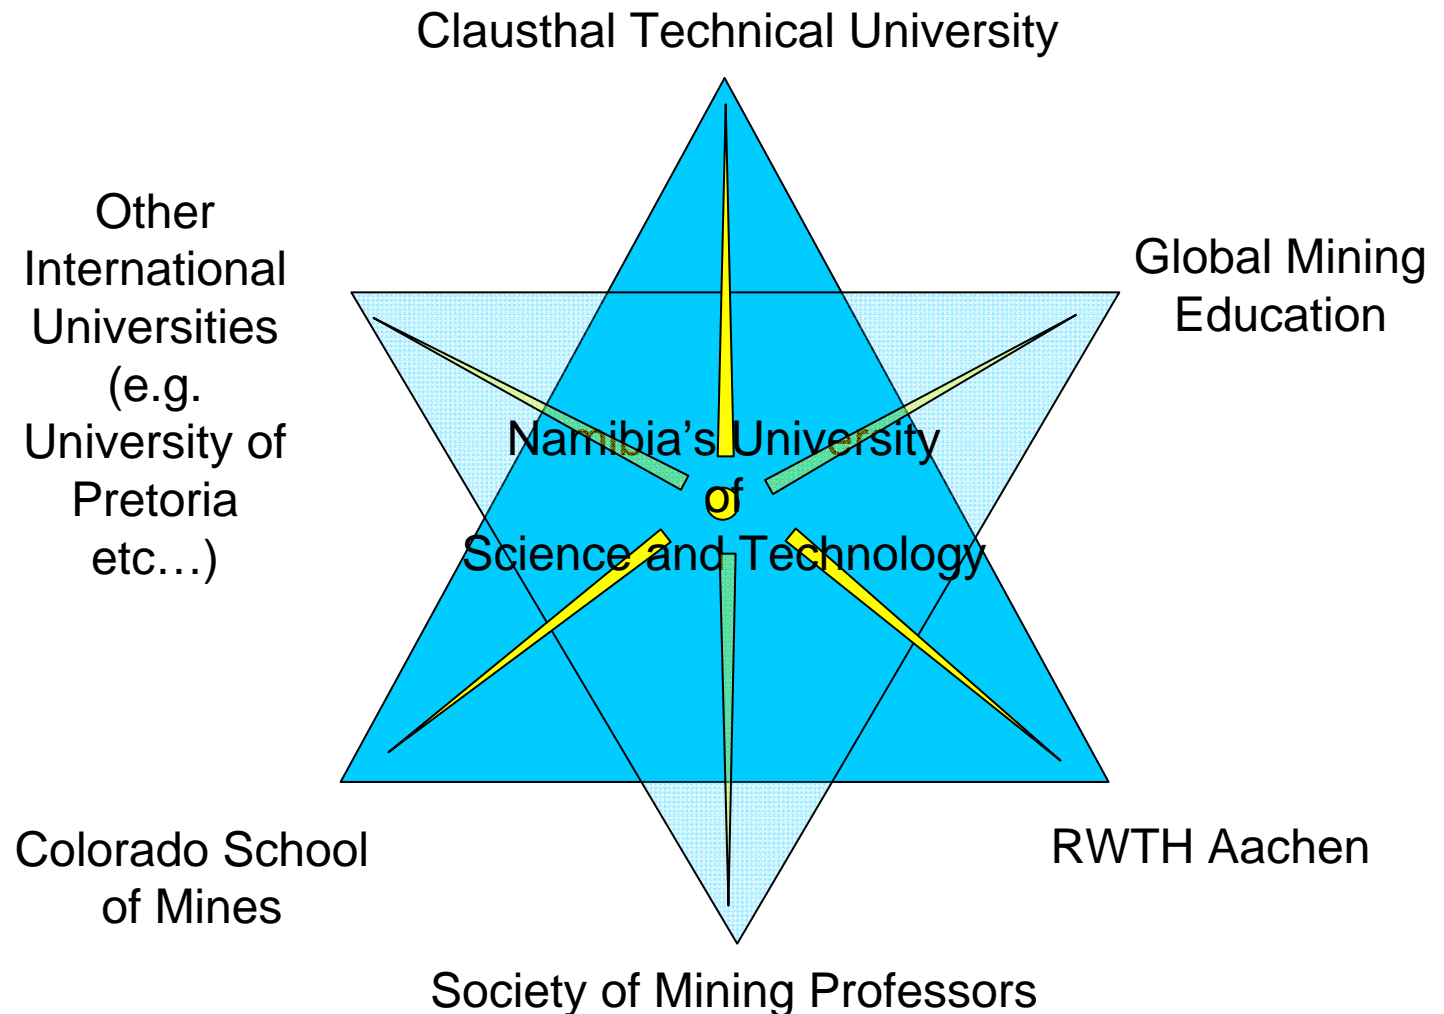 Clausthal Technical University
Other
International
Universities
(e.g.
University of
Pretoria
etc…)
Global Mining
Education
Namibia’s University
of
Science and Technology
Colorado School
of Mines
RWTH Aachen
Society of Mining Professors